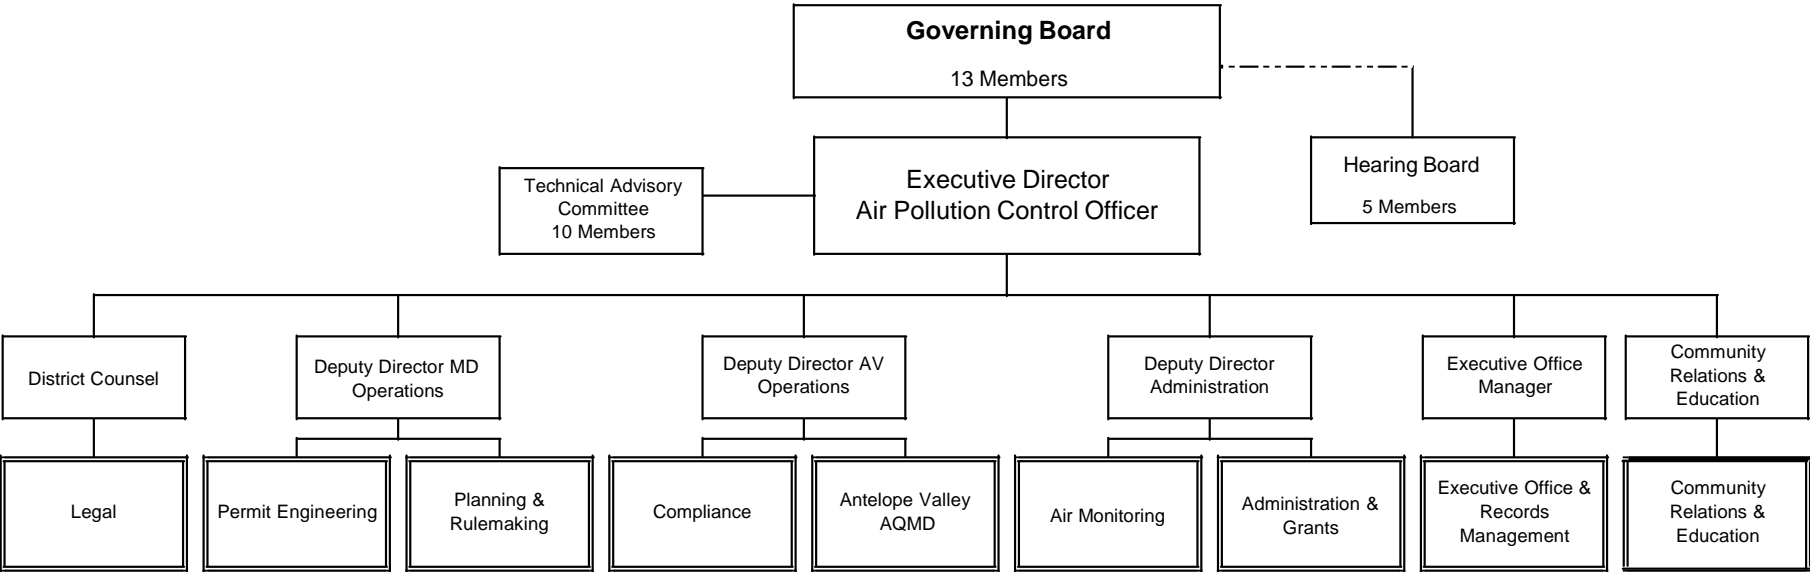 Governing Board
13 Members
Technical Advisory
Committee
10 Members
Executive Director
Air Pollution Control Officer
Hearing Board
5 Members
District Counsel
Deputy Director MD
Operations
Deputy Director AV
Operations
Deputy Director
Administration
Executive Office
Manager
Community
Relations &
Education
Legal
Permit Engineering
Planning &
Rulemaking
Compliance
Antelope Valley
AQMD
Air Monitoring
Administration &
Grants
Executive Office &
Records
Management
Community
Relations &
Education